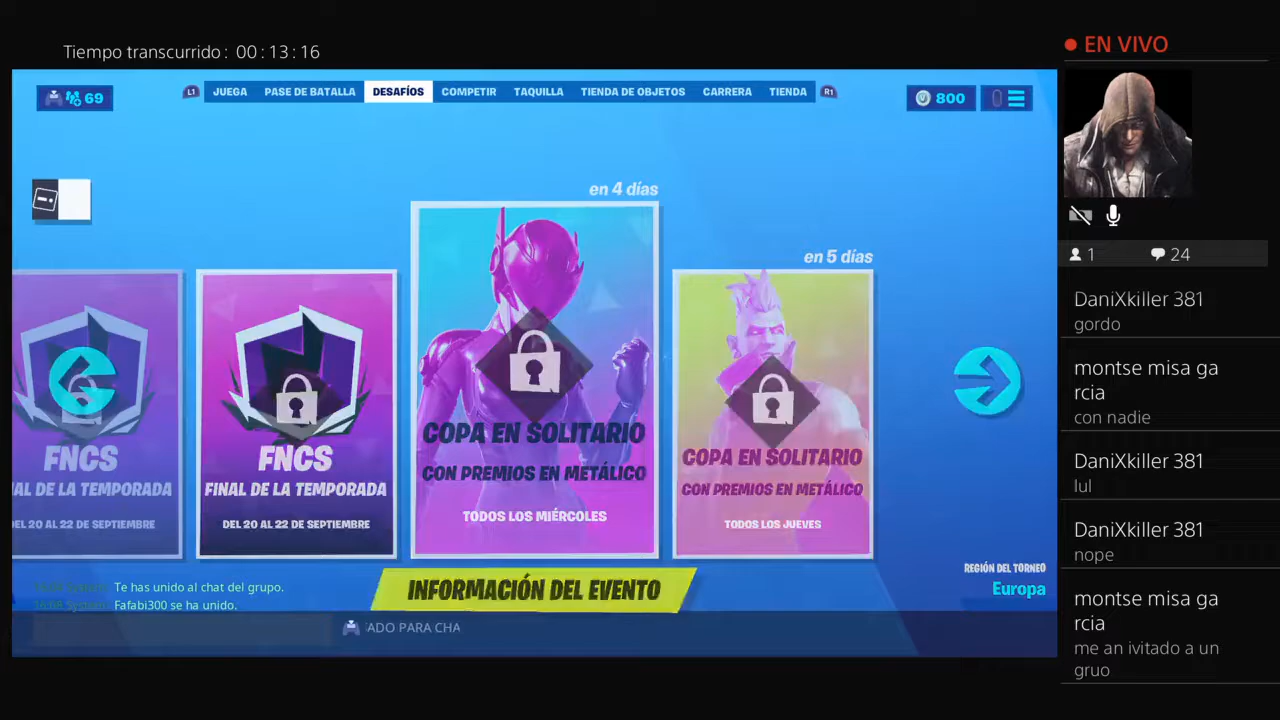 Tiempo transcurrido: 00:13:16
EN VIVO
69
L1 JUEGA PASE DE BATALLA DESAFÍOS COMPETIR TAQUILLA TIENDA DE OBJETOS CARRERA TIENDA R1
800
en 4 días
en 5 días
AL DE LA TEMPORADA
FNCS
DEL 20 AL 22 DE SEPTIEMBRE
FNCS
FINAL DE LA TEMPORADA
DEL 20 AL 22 DE SEPTIEMBRE
COPA EN SOLITARIO
CON PREMIOS EN METÁLICO
TODOS LOS MIÉRCOLES
COPA EN SOLITARIO
CON PREMIOS EN METÁLICO
TODOS LOS JUEVES
Te has unido al chat del grupo.
Fafabi300 se ha unido.
INFORMACIÓN DEL EVENTO
REGIÓN DEL TORNEO
Europa
ADO PARA CHA
1 24
DaniXkiller 381
gordo
montse misa ga
rcia
con nadie
DaniXkiller 381
lul
DaniXkiller 381
nope
montse misa ga
rcia
me an ivitado a un
gruo